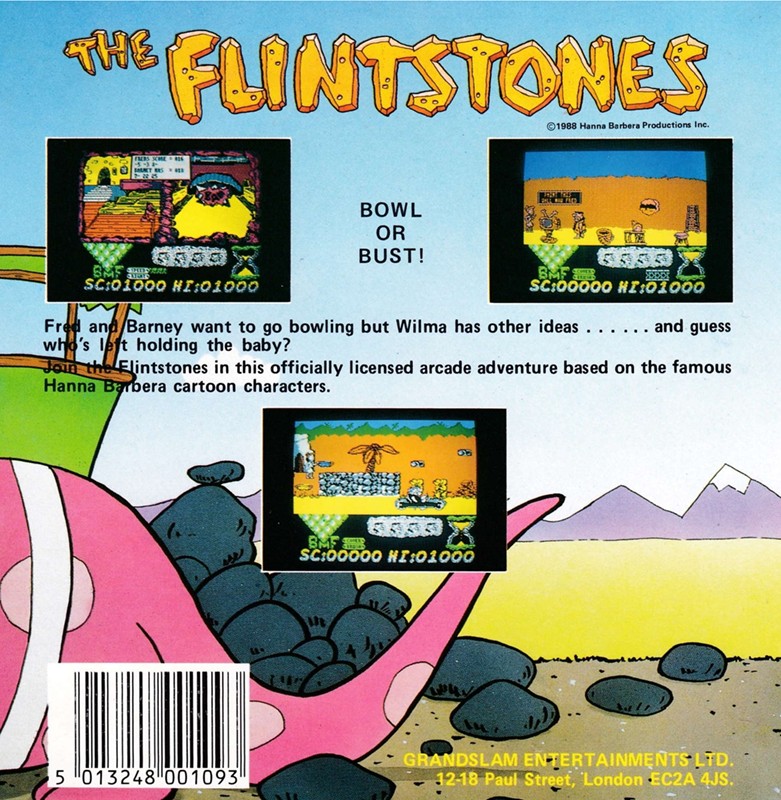 THE FLINTSTONES
©1988 Hanna Barbera Productions Inc.
BOWL
OR
BUST!
SC:01000 HI:01000
SC:00000 HI:01000
Fred and Barney want to go bowling but Wilma has other ideas . . . . . . and guess
who's left holding the baby?
Join the Flintstones in this officially licensed arcade adventure based on the famous
Hanna Barbera cartoon characters.
SC:00000 HI:01000
5 013248 001093
GRANDSLAM ENTERTAINMENTS LTD.
12-18 Paul Street, London EC2A 4JS.